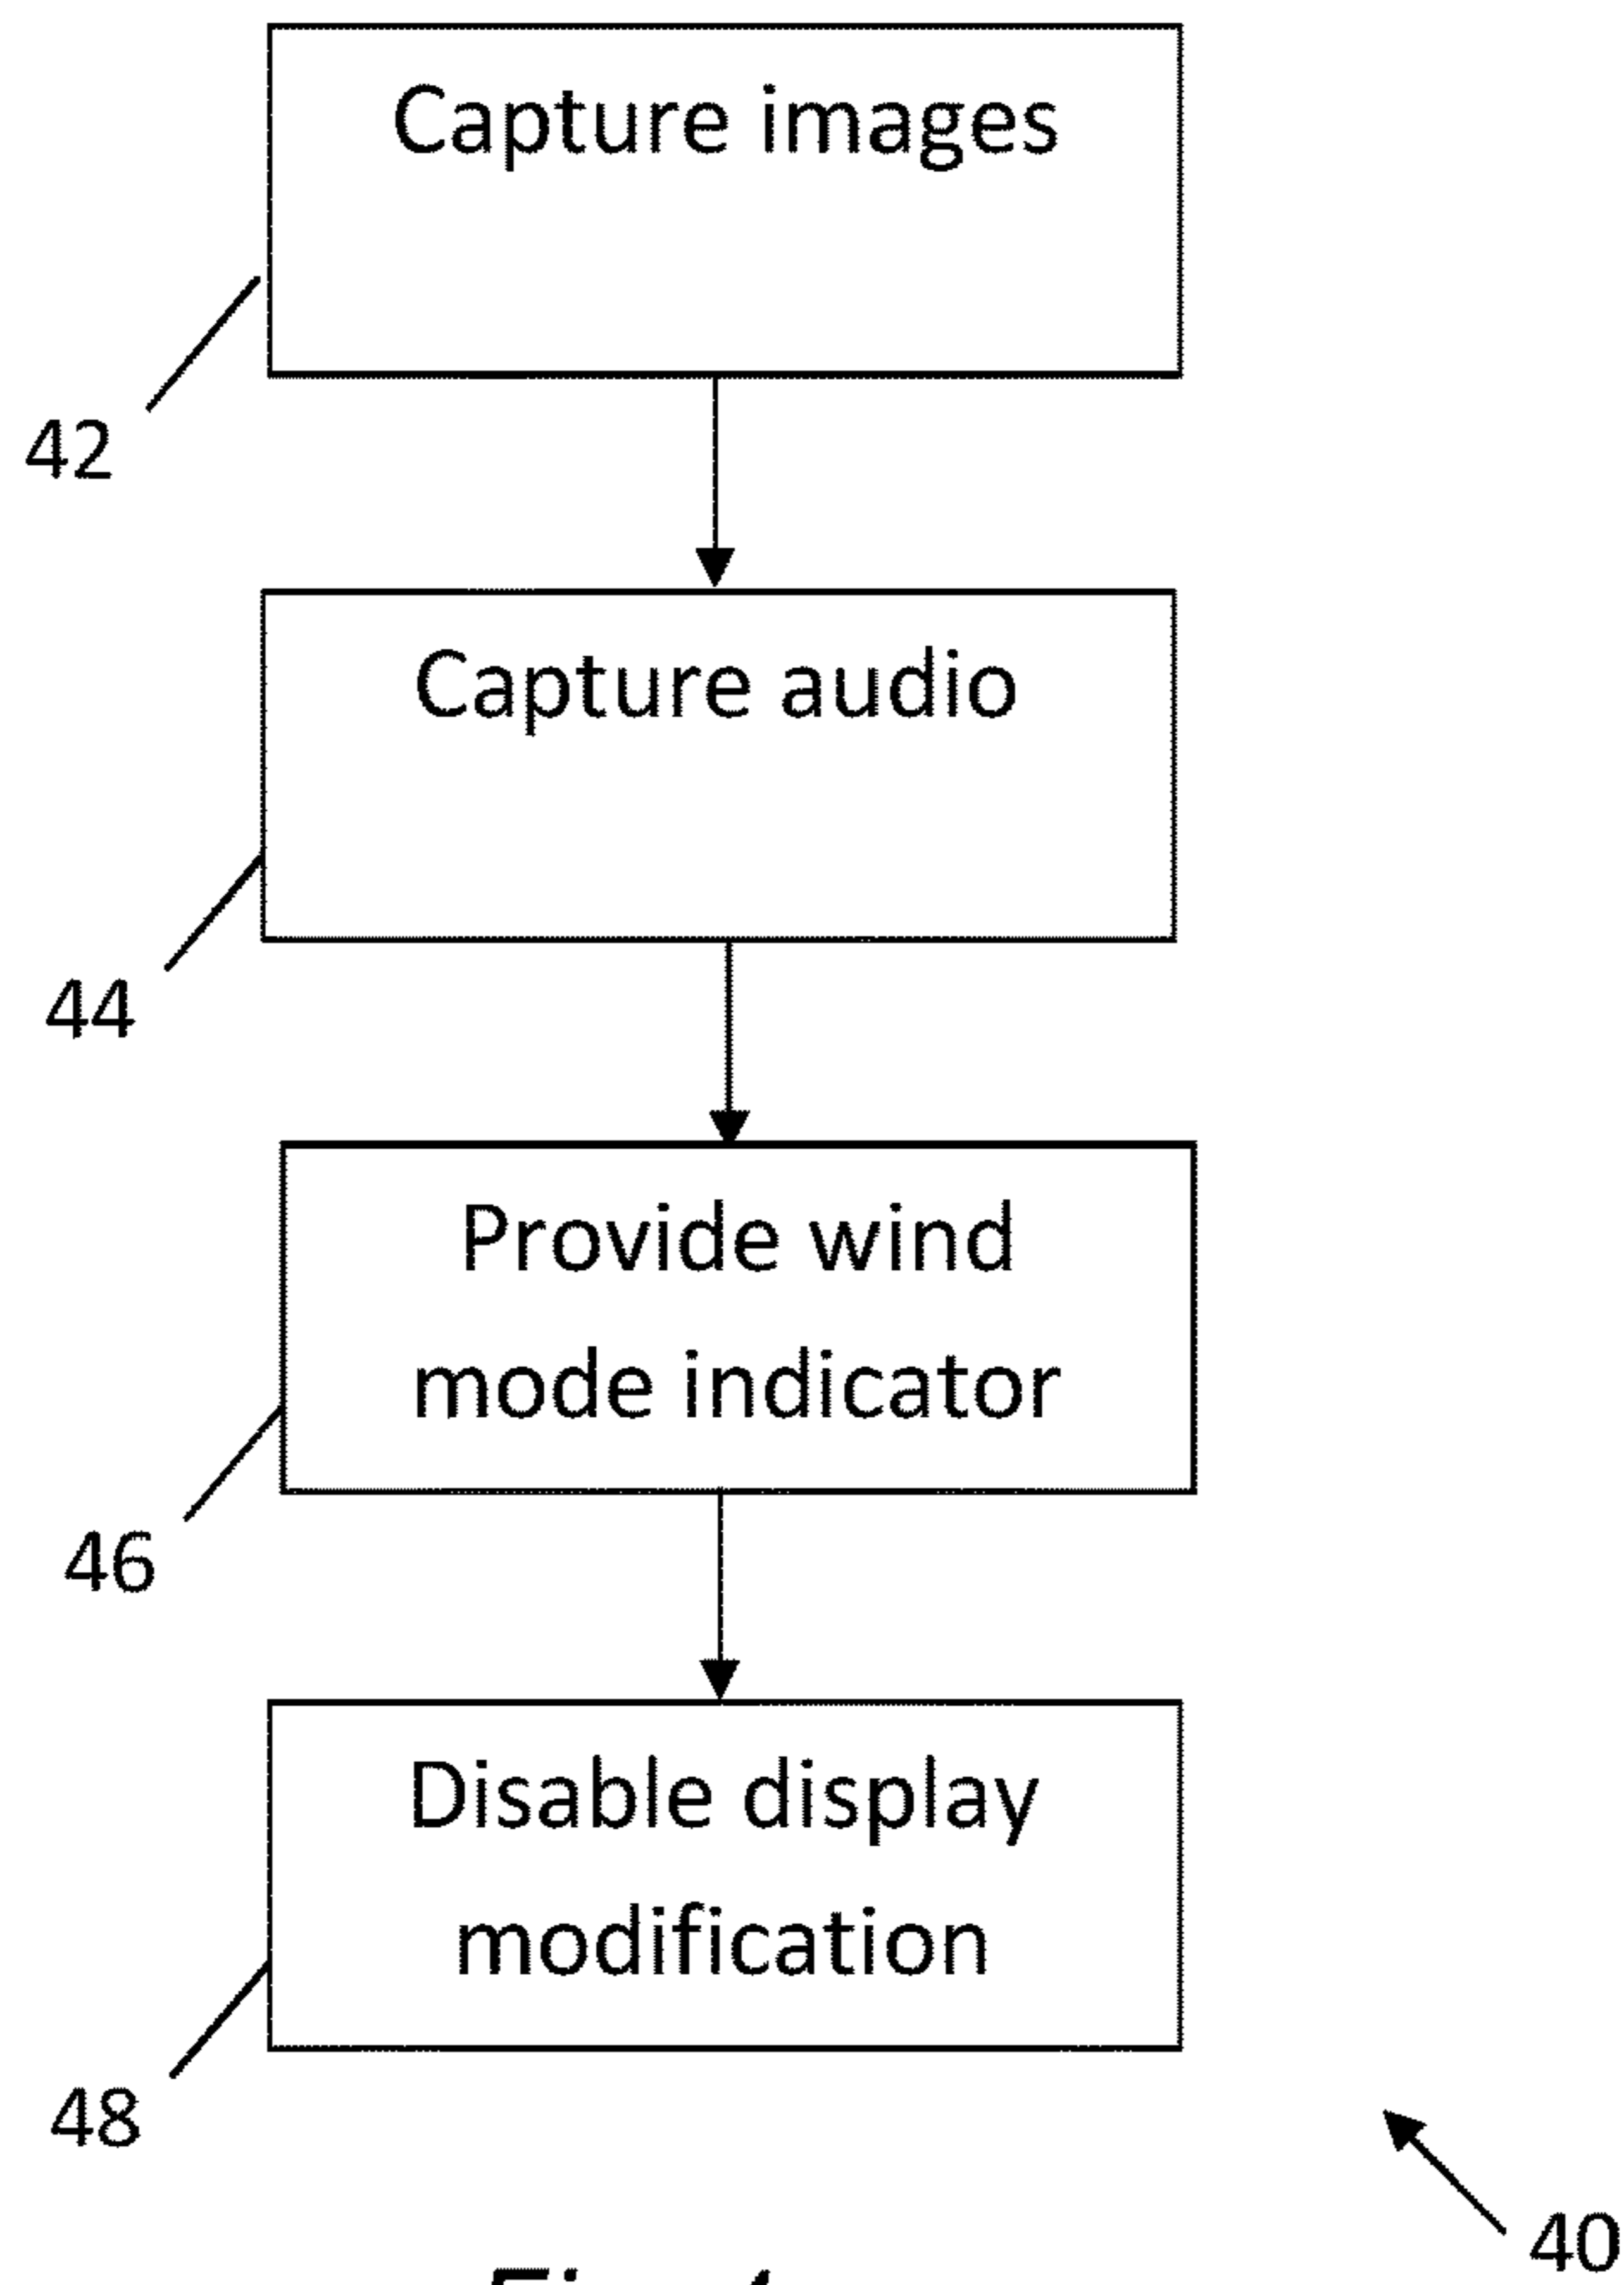 Capture images
42
Capture audio
44
Provide wind
mode indicator
46
Disable display
modification
48
40